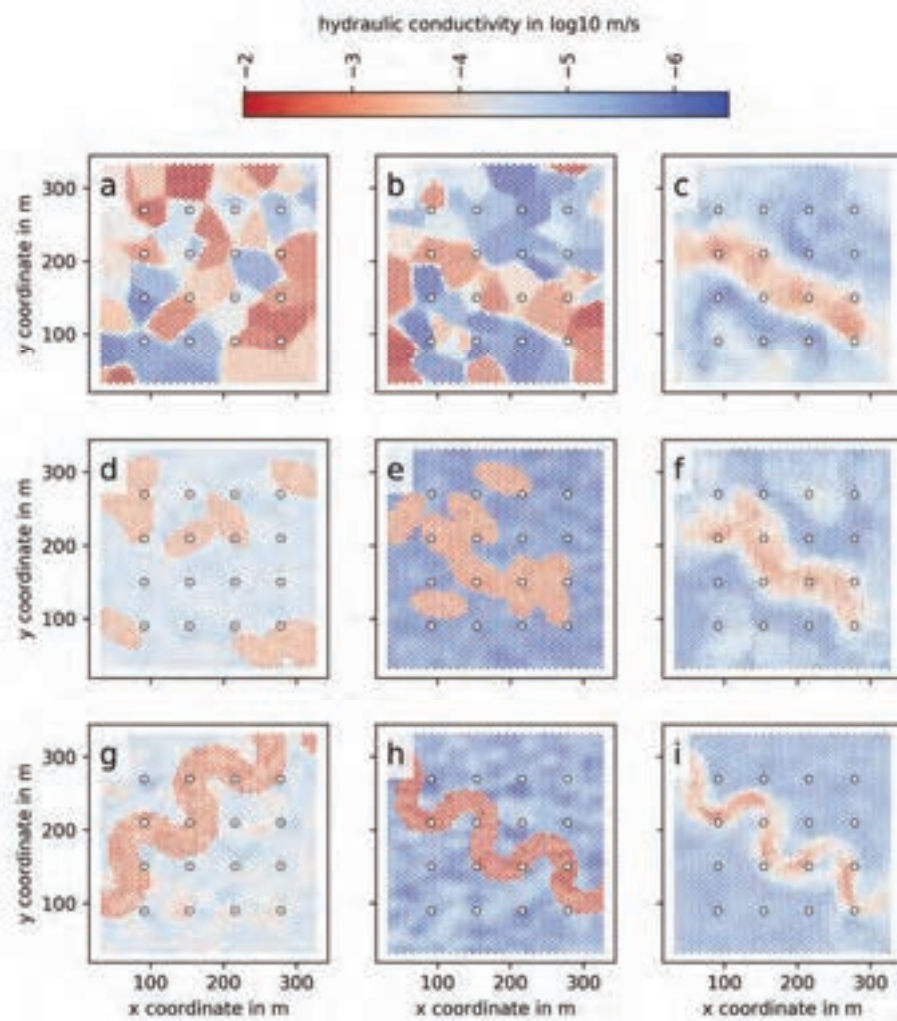 hydraulic conductivity in log10 m/s
−2 −3 −4 −5 −6
a b c
300
200
100
y coordinate in m
d e f
300
200
100
y coordinate in m
g h i
300
200
100
y coordinate in m
100 200 300 100 200 300 100 200 300
x coordinate in m x coordinate in m x coordinate in m